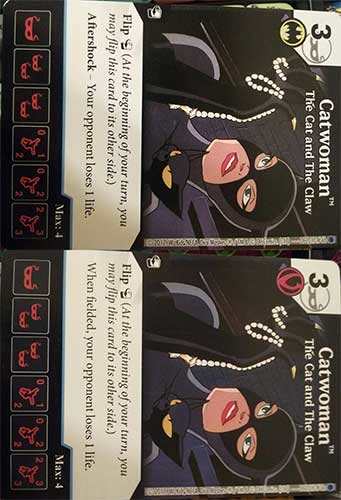 3
Catwoman™
The Cat and The Claw
Flip (At the beginning of your turn, you
may flip this card to its other side.)
Aftershock – Your opponent loses 1 life.
Max: 4
3
Catwoman™
The Cat and The Claw
Flip (At the beginning of your turn, you
may flip this card to its other side.)
When fielded, your opponent loses 1 life.
Max: 4